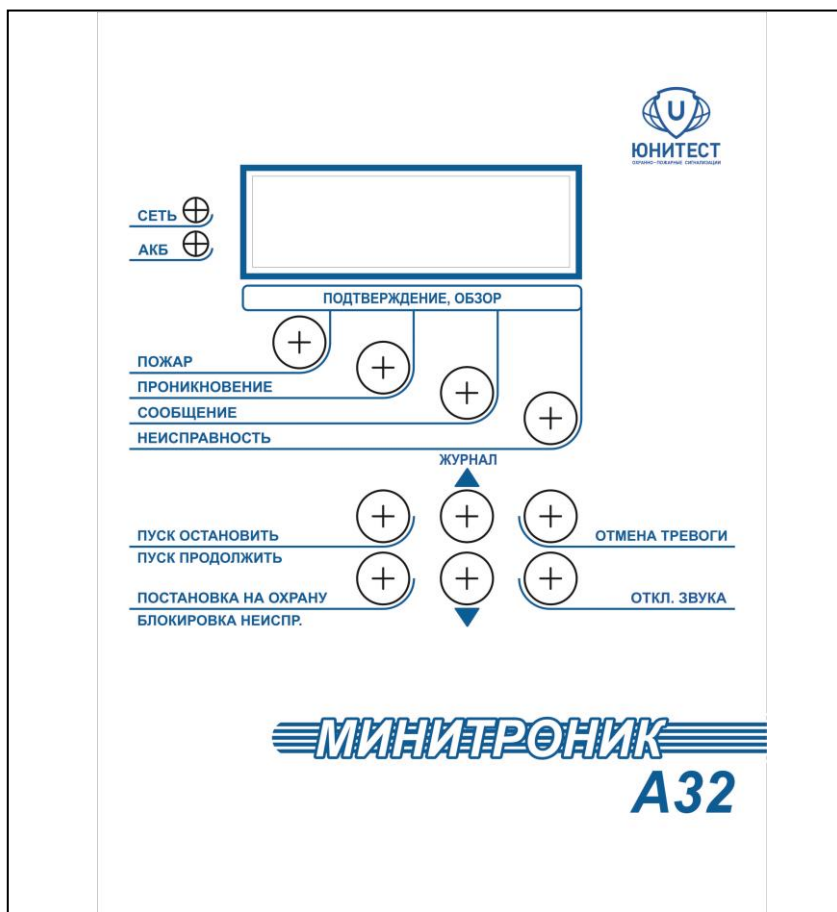 U
ЮНИТЕСТ
ОХРАННО-ПОЖАРНЫЕ СИГНАЛИЗАЦИИ
СЕТЬ
АКБ
ПОДТВЕРЖДЕНИЕ, ОБЗОР
ПОЖАР
ПРОНИКНОВЕНИЕ
СООБЩЕНИЕ
НЕИСПРАВНОСТЬ
ЖУРНАЛ
ПУСК ОСТАНОВИТЬ
ОТМЕНА ТРЕВОГИ
ПУСК ПРОДОЛЖИТЬ
ПОСТАНОВКА НА ОХРАНУ
ОТКЛ. ЗВУКА
БЛОКИРОВКА НЕИСПР.
МИНИТРОНИК
А32